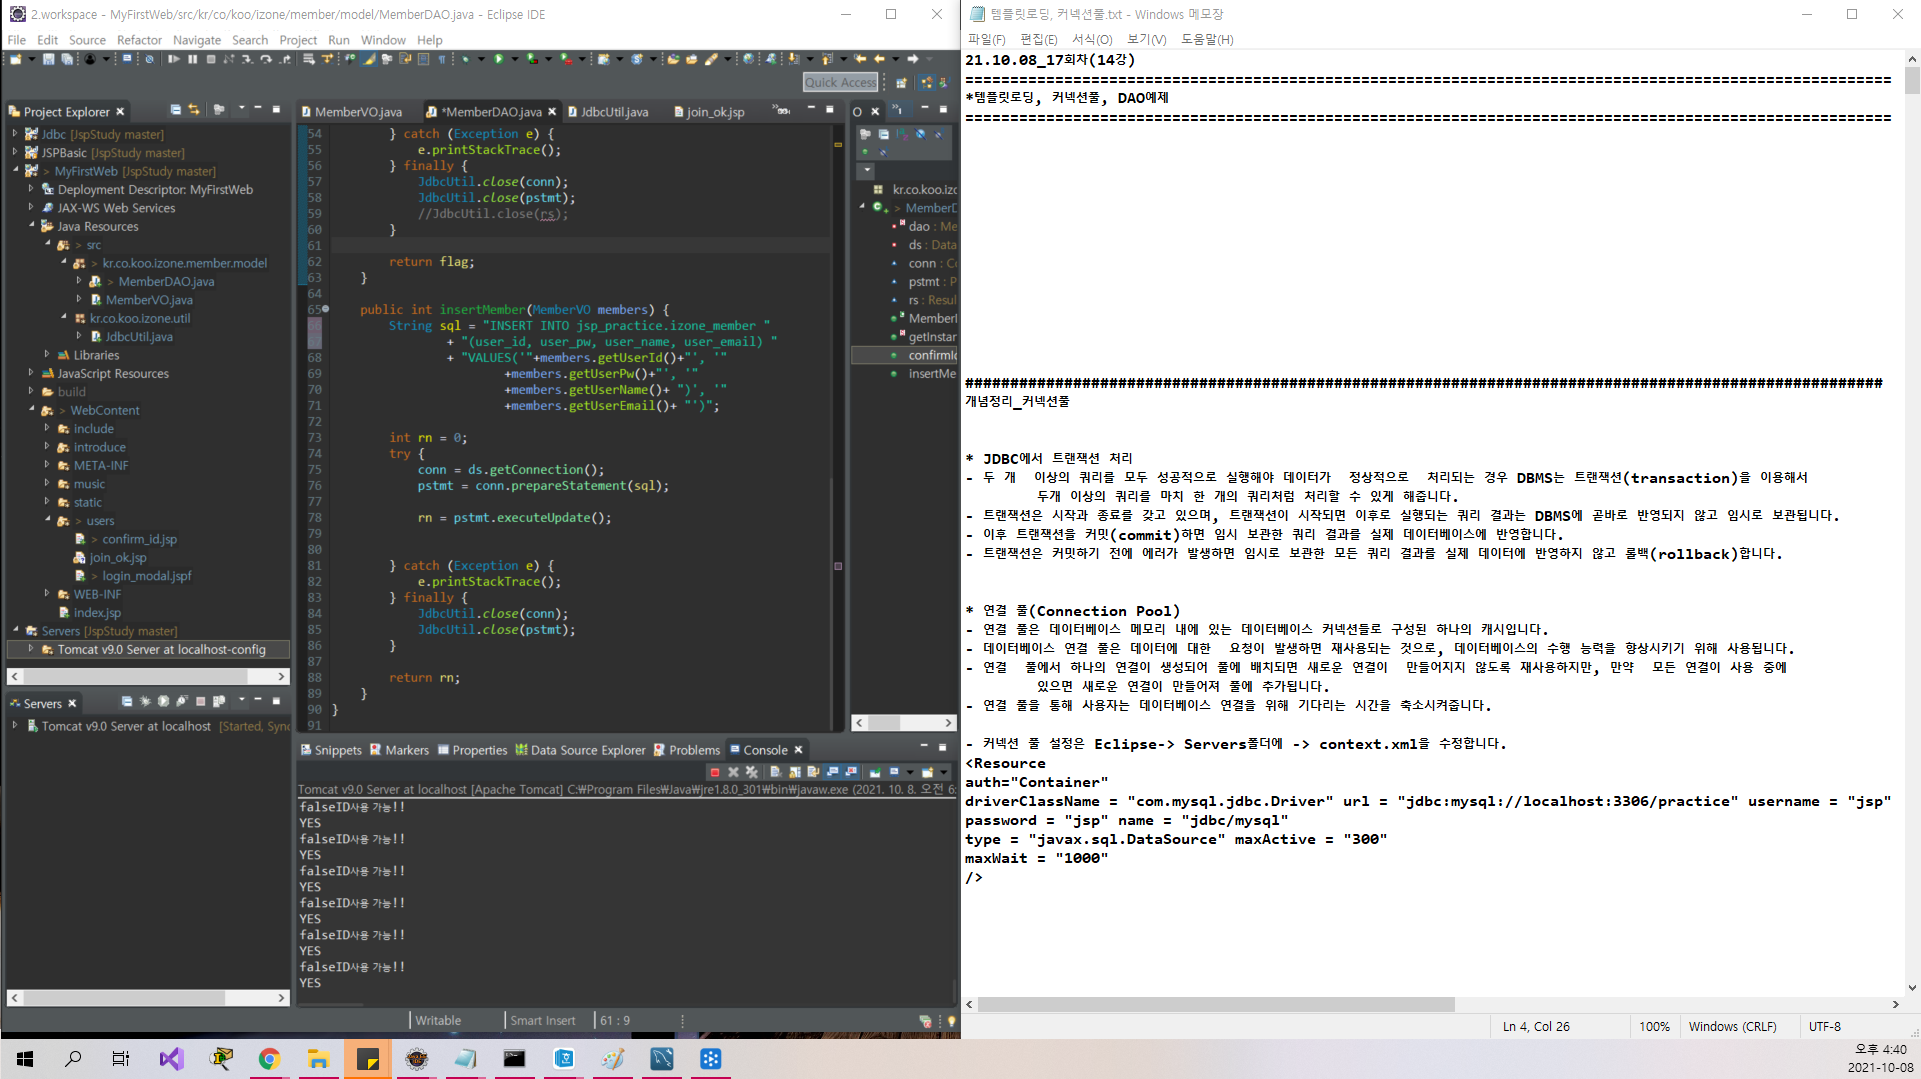 2.workspace - MyFirstWeb/src/kr/co/koo/izone/member/model/MemberDAO.java - Eclipse IDE
File Edit Source Refactor Navigate Search Project Run Window Help
Quick Access
Project Explorer
Jdbc [JspStudy master]
JSPBasic [JspStudy master]
> MyFirstWeb [JspStudy master]
Deployment Descriptor: MyFirstWeb
JAX-WS Web Services
Java Resources
> src
> kr.co.koo.izone.member.model
> MemberDAO.java
MemberVO.java
kr.co.koo.izone.util
JdbcUtil.java
Libraries
JavaScript Resources
build
> WebContent
include
introduce
META-INF
music
static
> users
> confirm_id.jsp
join_ok.jsp
> login_modal.jspf
WEB-INF
index.jsp
Servers [JspStudy master]
Tomcat v9.0 Server at localhost-config
Servers
Tomcat v9.0 Server at localhost [Started, Sync
MemberVO.java *MemberDAO.java JdbcUtil.java join_ok.jsp
54 } catch (Exception e) {
55 e.printStackTrace();
56 } finally {
57 JdbcUtil.close(conn);
58 JdbcUtil.close(pstmt);
59 //JdbcUtil.close(rs);
60 }
61
62 return flag;
63 }
64
65 public int insertMember(MemberVO members) {
66 String sql = "INSERT INTO jsp_practice.izone_member "
67 + "(user_id, user_pw, user_name, user_email) "
68 + "VALUES('"+members.getUserId()+"', '"
69 +members.getUserPw()+"', '"
70 +members.getUserName()+ ")', '"
71 +members.getUserEmail()+ "')";
72
73 int rn = 0;
74 try {
75 conn = ds.getConnection();
76 pstmt = conn.prepareStatement(sql);
77
78 rn = pstmt.executeUpdate();
79
80
81 } catch (Exception e) {
82 e.printStackTrace();
83 } finally {
84 JdbcUtil.close(conn);
85 JdbcUtil.close(pstmt);
86 }
87
88 return rn;
89 }
90 }
91
kr.co.koo.izo
> MemberD
dao : Me
ds : Data
conn : Co
pstmt : P
rs : Resul
Member
getInstan
confirmId
insertMe
Snippets Markers Properties Data Source Explorer Problems Console
Tomcat v9.0 Server at localhost [Apache Tomcat] C:₩Program Files₩Java₩jre1.8.0_301₩bin₩javaw.exe (2021. 10. 8. 오전 6:
falseID사용 가능!!
YES
falseID사용 가능!!
YES
falseID사용 가능!!
YES
falseID사용 가능!!
YES
falseID사용 가능!!
YES
falseID사용 가능!!
YES
Writable Smart Insert 61 : 9
템플릿로딩, 커넥션풀.txt - Windows 메모장
파일(F) 편집(E) 서식(O) 보기(V) 도움말(H)
21.10.08_17회차(14강)
=======================================================================================================
*템플릿로딩, 커넥션풀, DAO예제
=======================================================================================================
######################################################################################################
개념정리_커넥션풀
* JDBC에서 트랜잭션 처리
- 두 개 이상의 쿼리를 모두 성공적으로 실행해야 데이터가 정상적으로 처리되는 경우 DBMS는 트랜잭션(transaction)을 이용해서
두개 이상의 쿼리를 마치 한 개의 쿼리처럼 처리할 수 있게 해줍니다.
- 트랜잭션은 시작과 종료를 갖고 있으며, 트랜잭션이 시작되면 이후로 실행되는 쿼리 결과는 DBMS에 곧바로 반영되지 않고 임시로 보관됩니다.
- 이후 트랜잭션을 커밋(commit)하면 임시 보관한 쿼리 결과를 실제 데이터베이스에 반영합니다.
- 트랜잭션은 커밋하기 전에 에러가 발생하면 임시로 보관한 모든 쿼리 결과를 실제 데이터에 반영하지 않고 롤백(rollback)합니다.
* 연결 풀(Connection Pool)
- 연결 풀은 데이터베이스 메모리 내에 있는 데이터베이스 커넥션들로 구성된 하나의 캐시입니다.
- 데이터베이스 연결 풀은 데이터에 대한 요청이 발생하면 재사용되는 것으로, 데이터베이스의 수행 능력을 향상시키기 위해 사용됩니다.
- 연결 풀에서 하나의 연결이 생성되어 풀에 배치되면 새로운 연결이 만들어지지 않도록 재사용하지만, 만약 모든 연결이 사용 중에
있으면 새로운 연결이 만들어져 풀에 추가됩니다.
- 연결 풀을 통해 사용자는 데이터베이스 연결을 위해 기다리는 시간을 축소시켜줍니다.
- 커넥션 풀 설정은 Eclipse-> Servers폴더에 -> context.xml을 수정합니다.
<Resource
auth="Container"
driverClassName = "com.mysql.jdbc.Driver" url = "jdbc:mysql://localhost:3306/practice" username = "jsp"
password = "jsp" name = "jdbc/mysql"
type = "javax.sql.DataSource" maxActive = "300"
maxWait = "1000"
/>
Ln 4, Col 26 100% Windows (CRLF) UTF-8
오후 4:40
2021-10-08